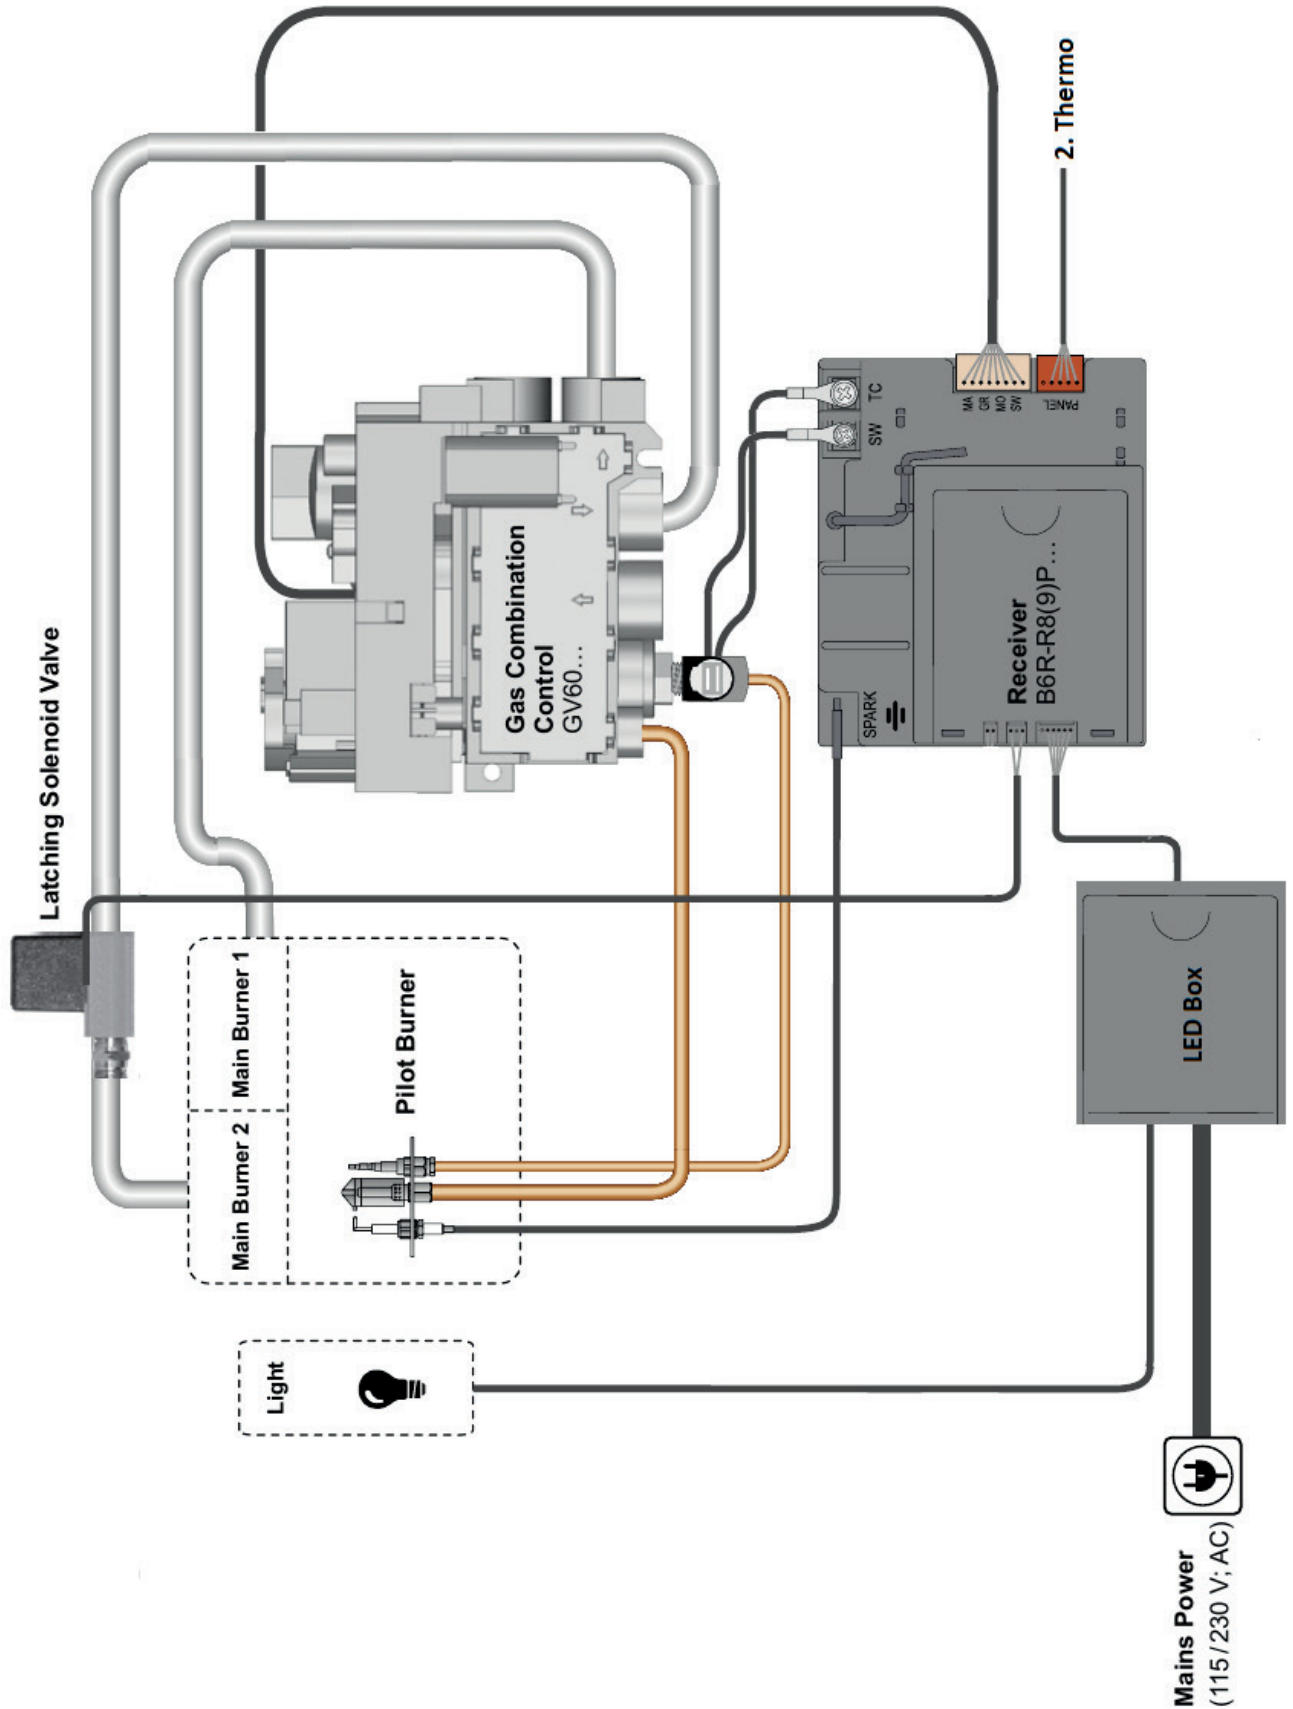 Latching Solenoid Valve
2. Thermo
Gas Combination
Control
GV60...
TC
SW
MA
GR
MO
SW
PANEL
SPARK
Receiver
B6R-R8(9)P...
Main Burner 1
Main Burner 2
Pilot Burner
LED Box
Light
Mains Power
(115/230 V; AC)